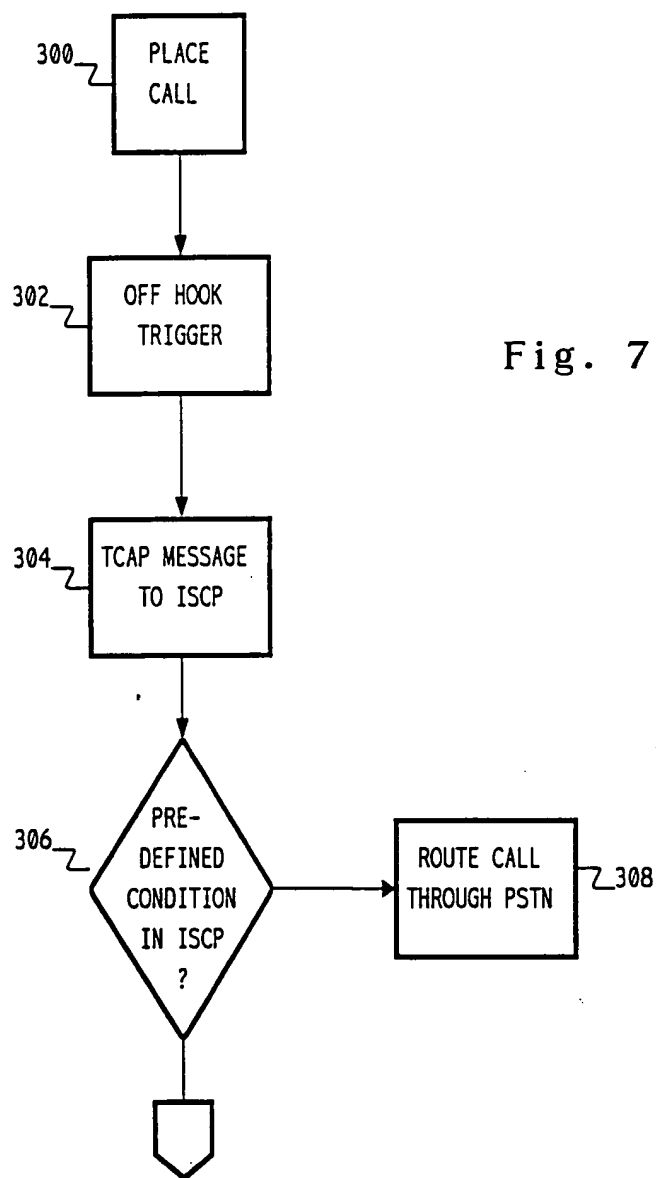 300
PLACE
CALL
302
OFF HOOK
TRIGGER
Fig. 7
304
TCAP MESSAGE
TO ISCP
306
PRE-
DEFINED
CONDITION
IN ISCP
?
ROUTE CALL
THROUGH PSTN
308